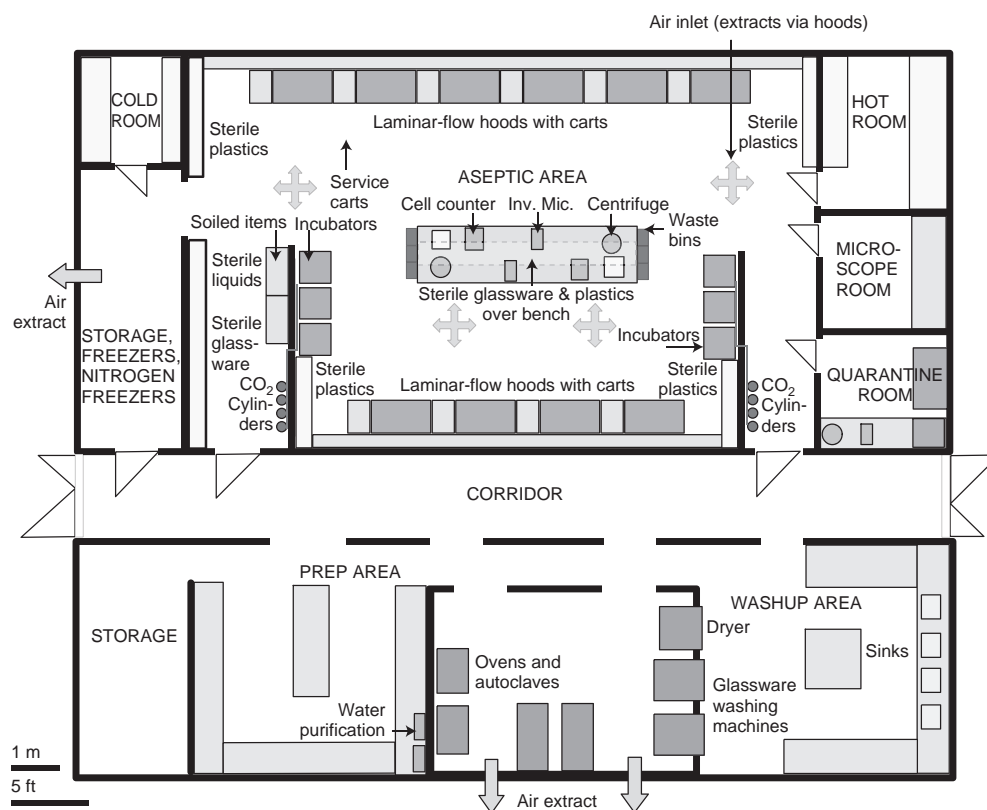 Air inlet (extracts via hoods)
COLD
ROOM
HOT
ROOM
Sterile
plastics
Laminar-flow hoods with carts
Sterile
plastics
Service
carts
ASEPTIC AREA
Soiled items
Incubators
Cell counter
Inv. Mic.
Centrifuge
Waste
bins
Sterile
liquids
MICRO-
SCOPE
ROOM
Air
extract
Sterile glassware & plastics
over bench
Sterile
glass-
ware
STORAGE,
FREEZERS,
NITROGEN
FREEZERS
Incubators
Sterile
plastics
Sterile
plastics
QUARANTINE
ROOM
CO2
Cylin-
ders
Laminar-flow hoods with carts
CO2
Cylin-
ders
CORRIDOR
PREP AREA
WASHUP AREA
STORAGE
Dryer
Sinks
Ovens and
autoclaves
Glassware
washing
machines
Water
purification
1 m
5 ft
Air extract